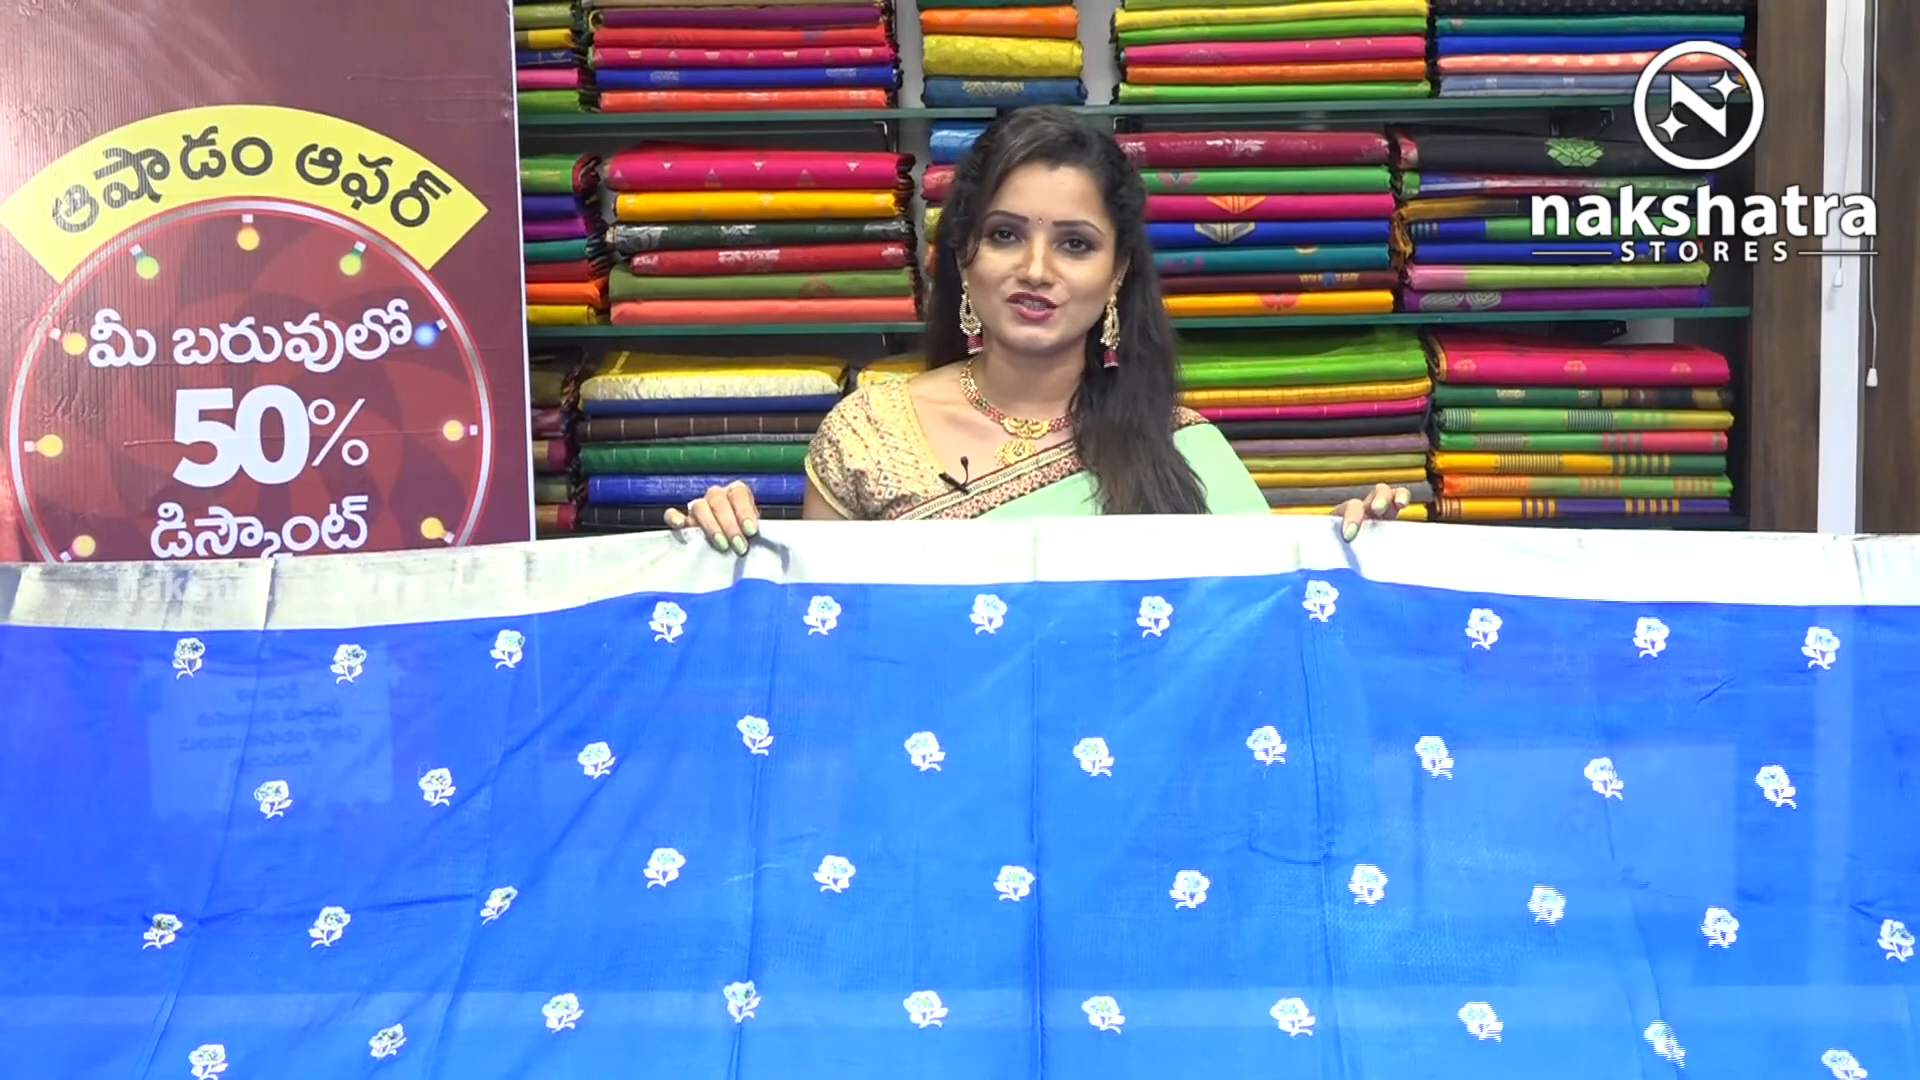 ఆషాడం ఆఫర్
మీ బరువులో
50%
డిస్కౌంట్
nakshatra
STORES